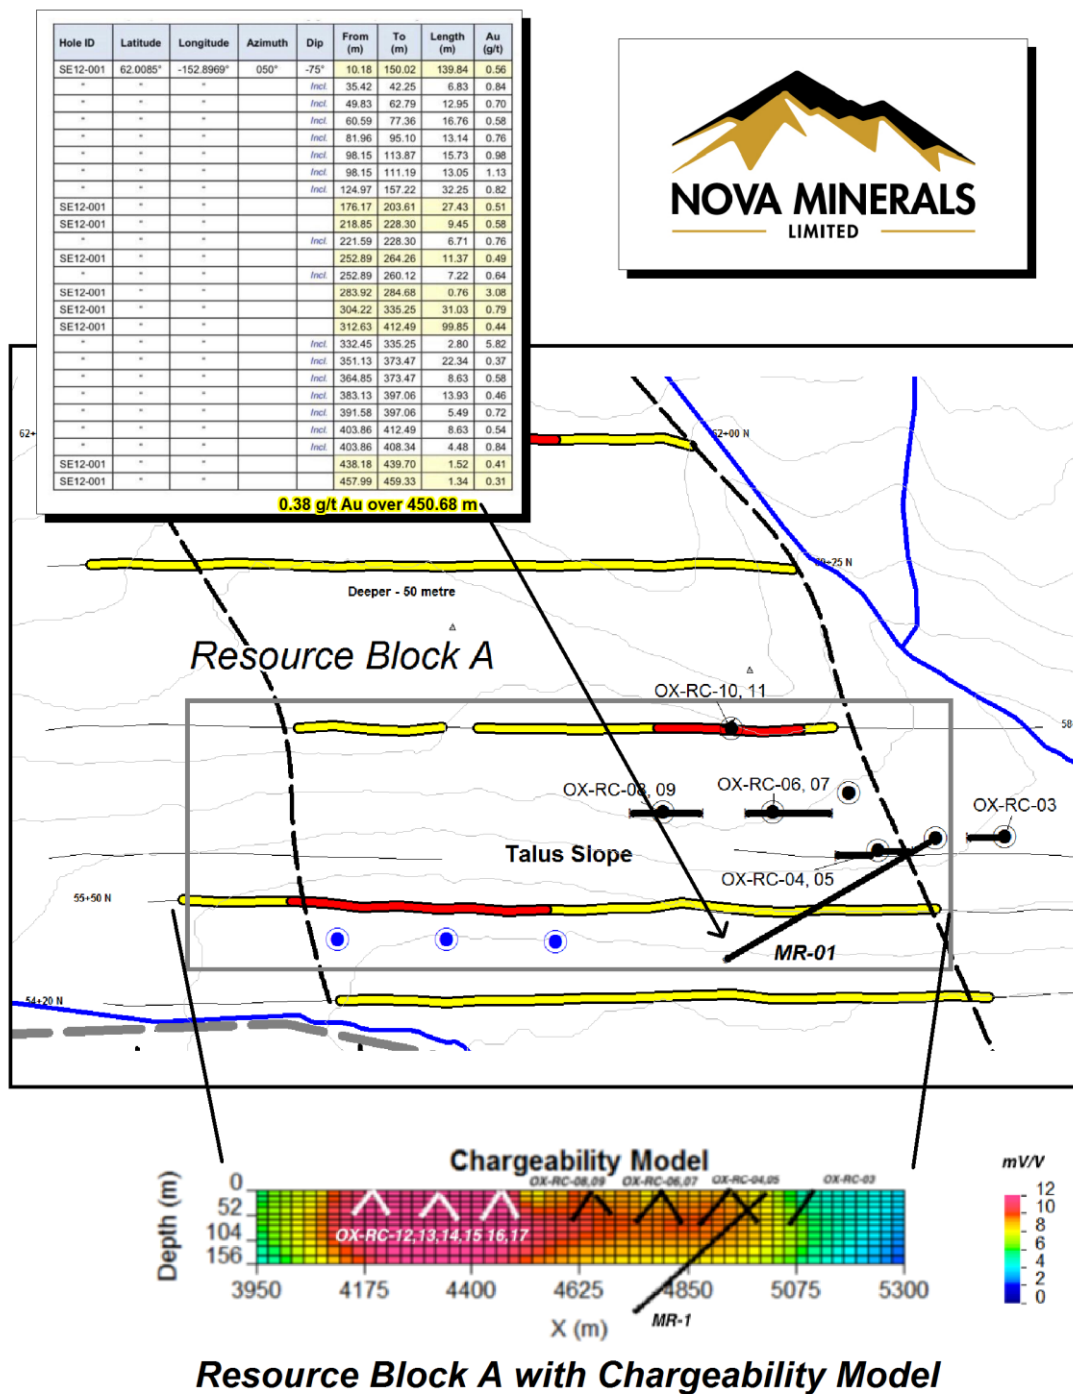 Hole ID Latitude Longitude Azimuth Dip From (m) To (m) Length (m) Au (g/t)
SE12-001 62.0085° -152.8969° 050° -75° 10.18 150.02 139.84 0.56
" " " Incl. 35.42 42.25 6.83 0.84
" " " Incl. 49.83 62.79 12.95 0.70
" " " Incl. 60.59 77.36 16.76 0.58
" " " Incl. 81.96 95.10 13.14 0.76
" " " Incl. 98.15 113.87 15.73 0.98
" " " Incl. 98.15 111.19 13.05 1.13
" " " Incl. 124.97 157.22 32.25 0.82
SE12-001 " " 176.17 203.61 27.43 0.51
SE12-001 " " 218.85 228.30 9.45 0.58
" " " Incl. 221.59 228.30 6.71 0.76
SE12-001 " " 252.89 264.26 11.37 0.49
" " " Incl. 252.89 260.12 7.22 0.64
SE12-001 " " 283.92 284.68 0.76 3.08
SE12-001 " " 304.22 335.25 31.03 0.79
SE12-001 " " 312.63 412.49 99.85 0.44
" " " Incl. 332.45 335.25 2.80 5.82
" " " Incl. 351.13 373.47 22.34 0.37
" " " Incl. 364.85 373.47 8.63 0.58
" " " Incl. 383.13 397.06 13.93 0.46
" " " Incl. 391.58 397.06 5.49 0.72
" " " Incl. 403.86 412.49 8.63 0.54
" " " Incl. 403.86 408.34 4.48 0.84
SE12-001 " " 438.18 439.70 1.52 0.41
SE12-001 " " 457.99 459.33 1.34 0.31
0.38 g/t Au over 450.68 m
NOVA MINERALS
LIMITED
62+00 N
Deeper - 50 metre
Resource Block A
OX-RC-10, 11
58
OX-RC-08, 09
OX-RC-06, 07
OX-RC-03
Talus Slope
OX-RC-04, 05
55+50 N
MR-01
54+20 N
Chargeability Model
mV/V
OX-RC-08,09 OX-RC-06,07 OX-RC-04,05 OX-RC-03
OX-RC-12,13,14,15 16,17
Depth (m)
0
52
104
156
3950 4175 4400 4625 4850 5075 5300
X (m)
MR-1
12
10
8
6
4
2
0
Resource Block A with Chargeability Model